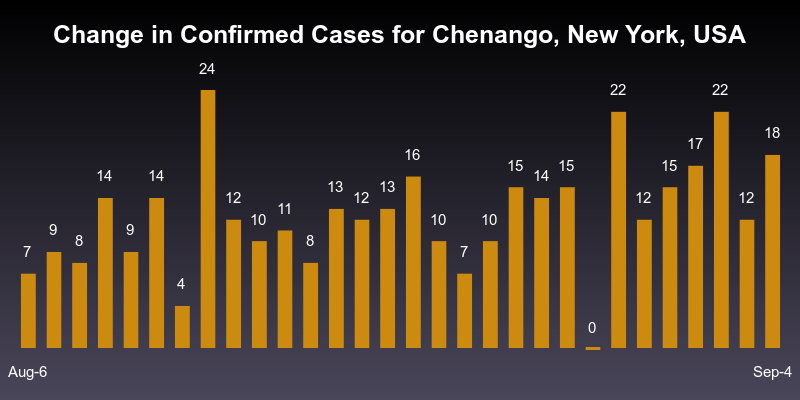 Change in Confirmed Cases for Chenango, New York, USA
7 9 8 14 9 14 4 24 12 10 11 8 13 12 13 16 10 7 10 15 14 15 0 22 12 15 17 22 12 18
Aug-6 Sep-4